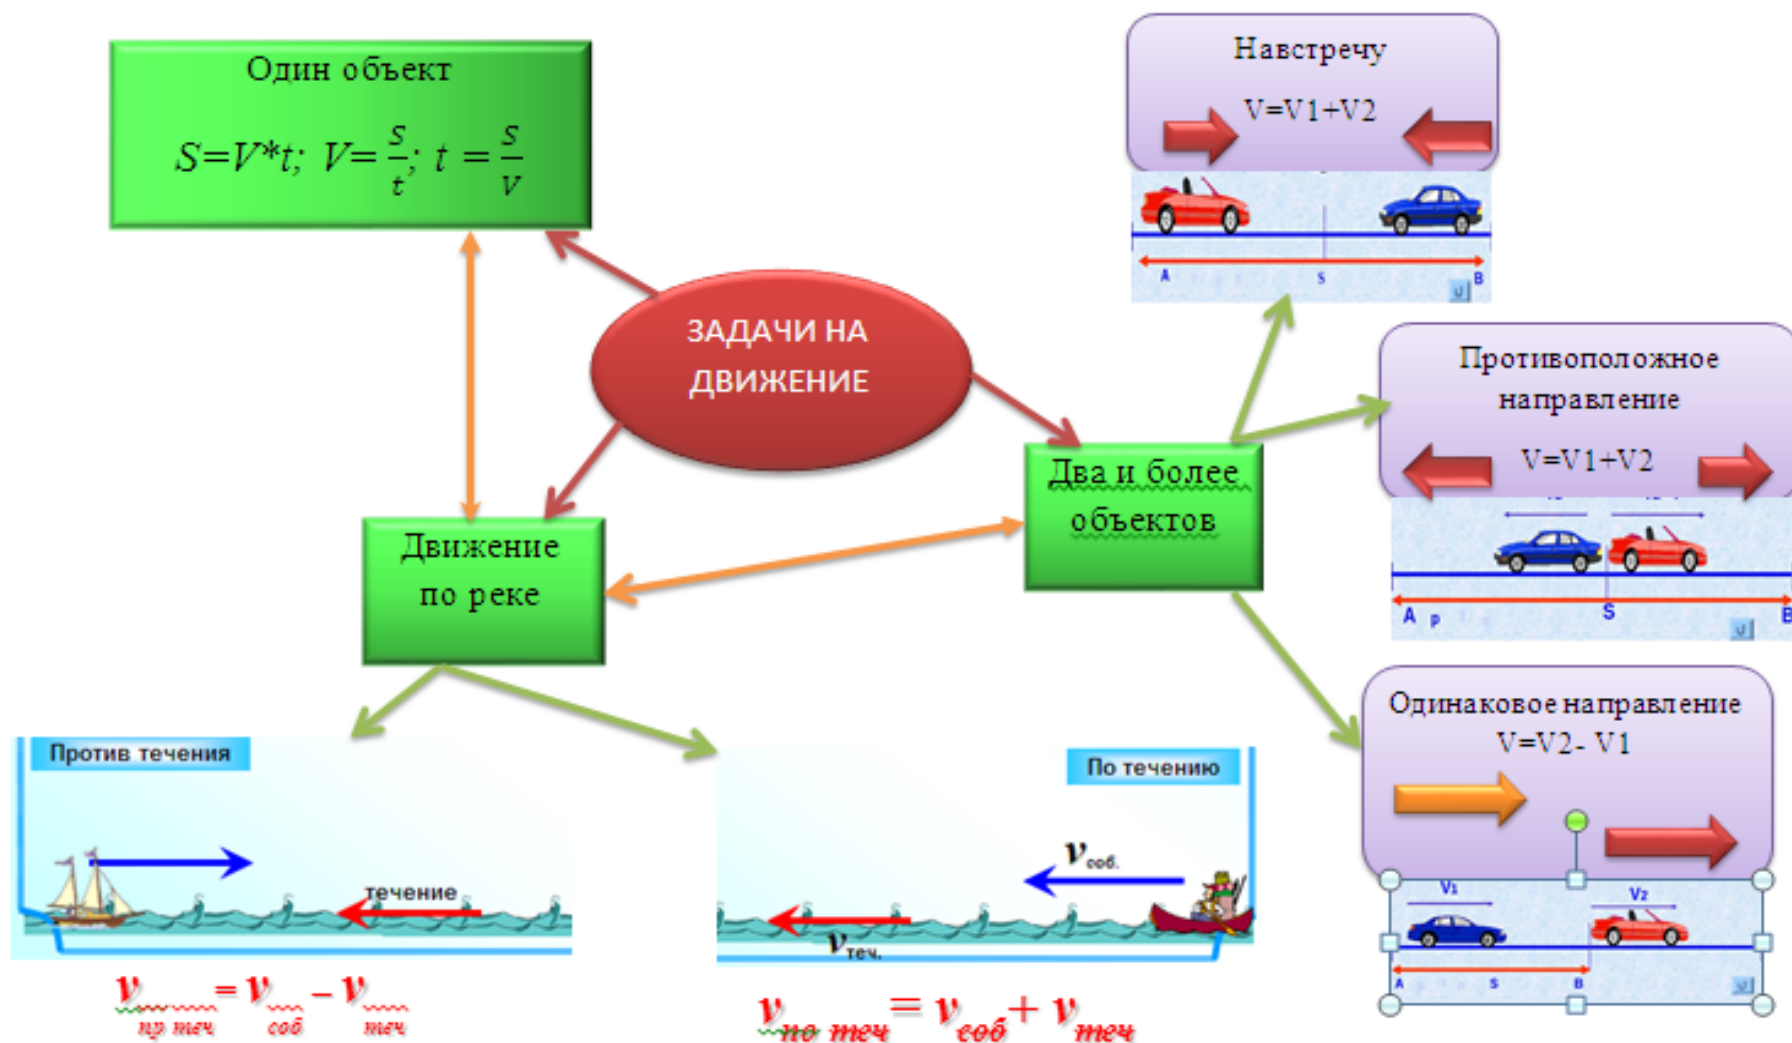 Один объект
S=V*t; V= s/t; t = s/v
ЗАДАЧИ НА
ДВИЖЕНИЕ
Навстречу
V=V1+V2
A S B
Противоположное
направление
V=V1+V2
A p S B
Два и более
объектов
Движение
по реке
Одинаковое направление
V=V2- V1
V1 V2
A S B
Против течения
течение
v пр теч = v соб – v теч
По течению
v соб.
v теч.
v по теч = v соб + v теч